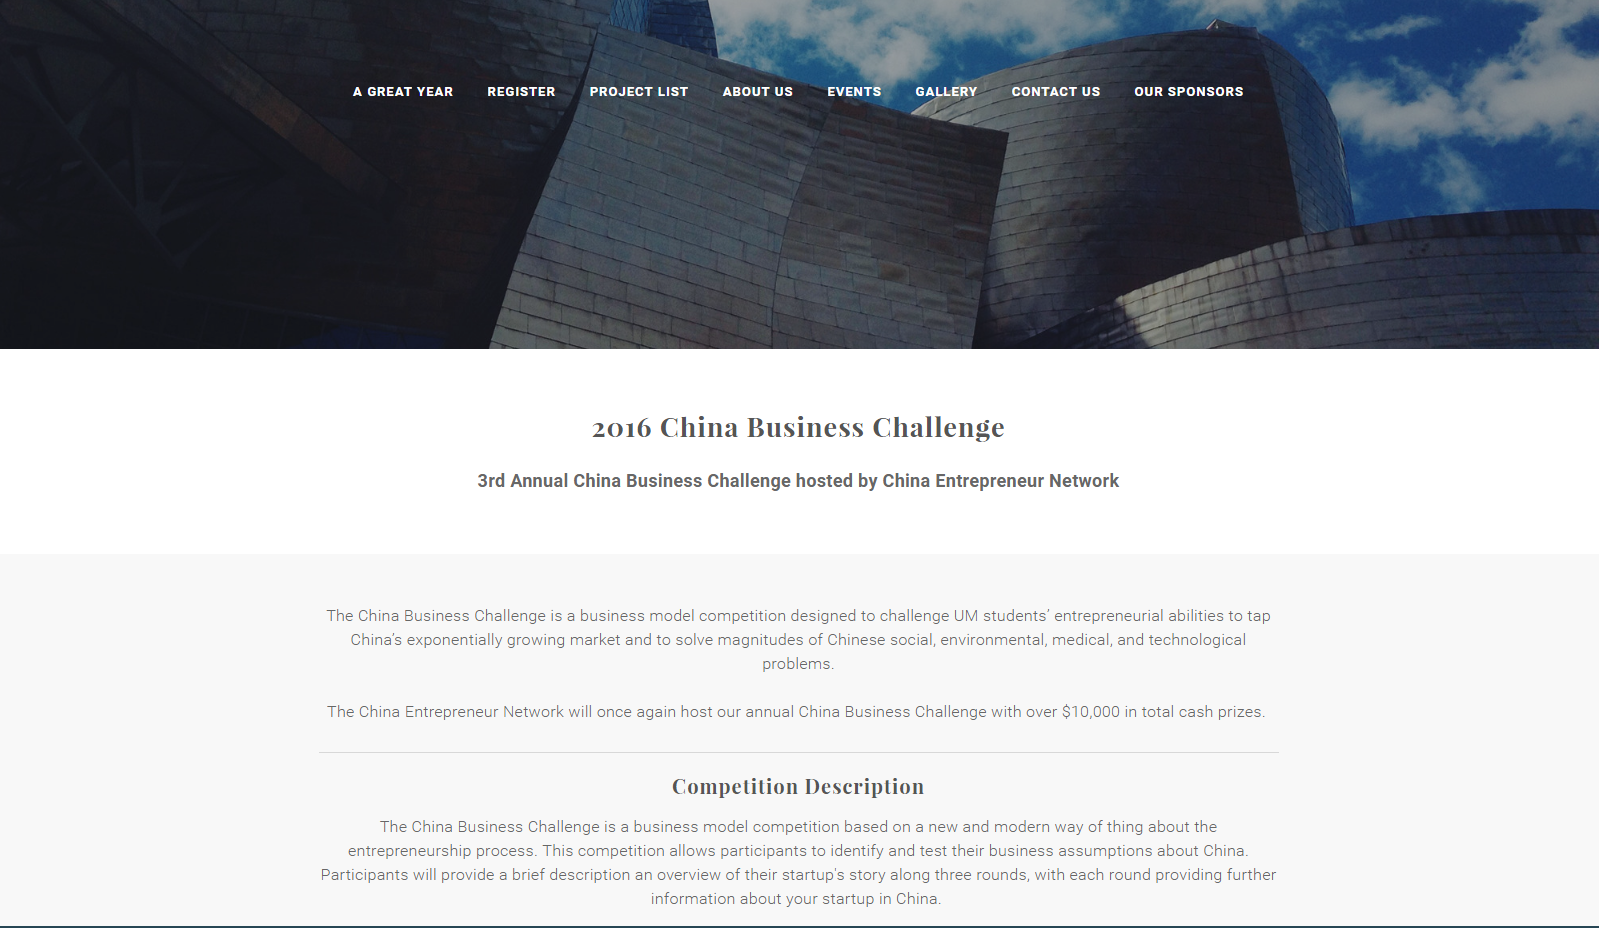 A GREAT YEAR REGISTER PROJECT LIST ABOUT US EVENTS GALLERY CONTACT US OUR SPONSORS
2016 China Business Challenge
3rd Annual China Business Challenge hosted by China Entrepreneur Network
The China Business Challenge is a business model competition designed to challenge UM students’ entrepreneurial abilities to tap
China’s exponentially growing market and to solve magnitudes of Chinese social, environmental, medical, and technological
problems.
The China Entrepreneur Network will once again host our annual China Business Challenge with over $10,000 in total cash prizes.
Competition Description
The China Business Challenge is a business model competition based on a new and modern way of thing about the
entrepreneurship process. This competition allows participants to identify and test their business assumptions about China.
Participants will provide a brief description an overview of their startup's story along three rounds, with each round providing further
information about your startup in China.